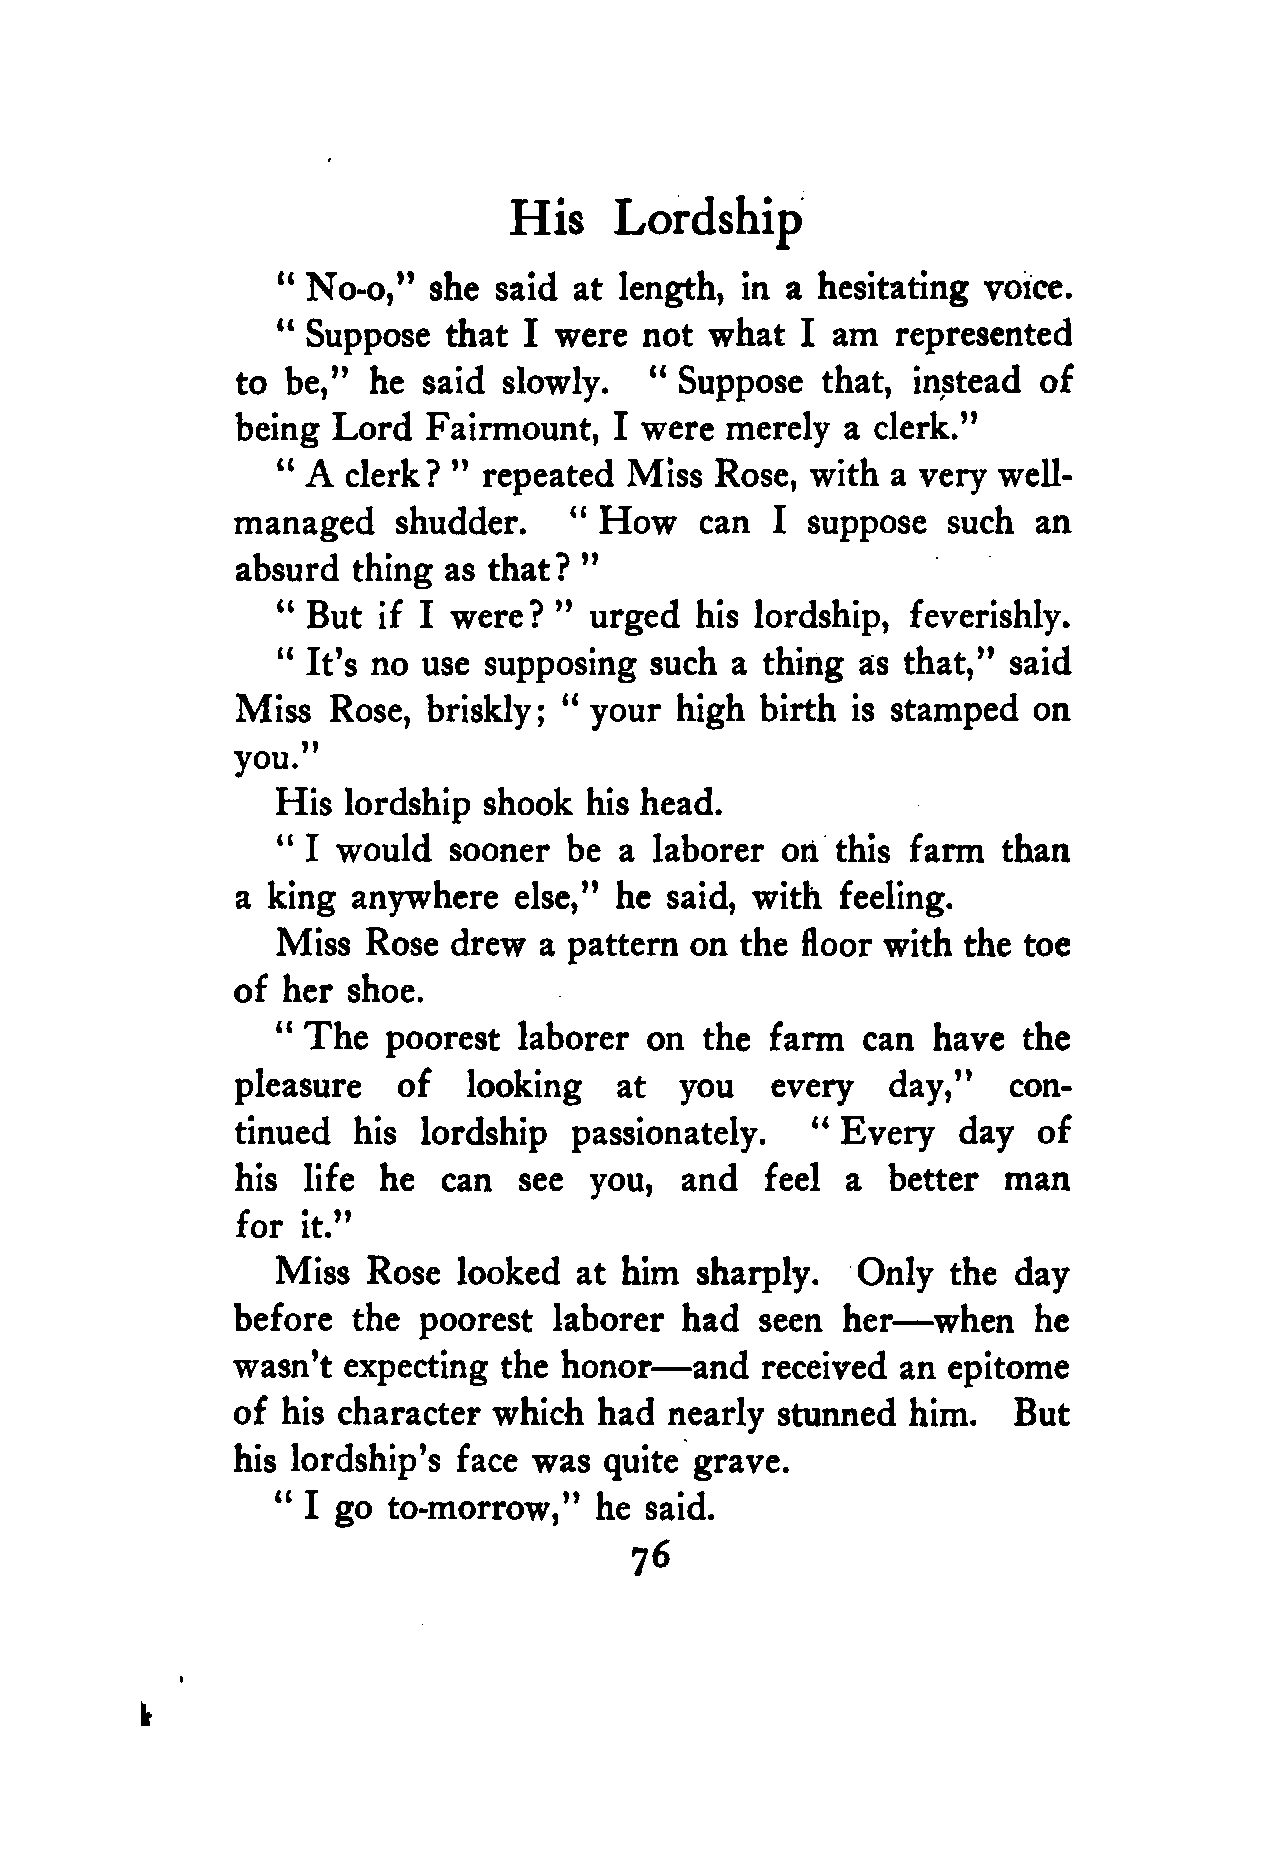 His Lordship
“ No-o,” she said at length, in a hesitating voice.
“ Suppose that I were not what I am represented
to be,” he said slowly. “ Suppose that, instead of
being Lord Fairmount, I were merely a clerk.”
“ A clerk? ” repeated Miss Rose, with a very well-
managed shudder. “ How can I suppose such an
absurd thing as that? ”
“ But if I were? ” urged his lordship, feverishly.
“ It’s no use supposing such a thing as that,” said
Miss Rose, briskly; “ your high birth is stamped on
you.”
His lordship shook his head.
“ I would sooner be a laborer on this farm than
a king anywhere else,” he said, with feeling.
Miss Rose drew a pattern on the floor with the toe
of her shoe.
“ The poorest laborer on the farm can have the
pleasure of looking at you every day,” con-
tinued his lordship passionately. “ Every day of
his life he can see you, and feel a better man
for it.”
Miss Rose looked at him sharply. Only the day
before the poorest laborer had seen her—when he
wasn’t expecting the honor—and received an epitome
of his character which had nearly stunned him. But
his lordship’s face was quite grave.
“ I go to-morrow,” he said.
76